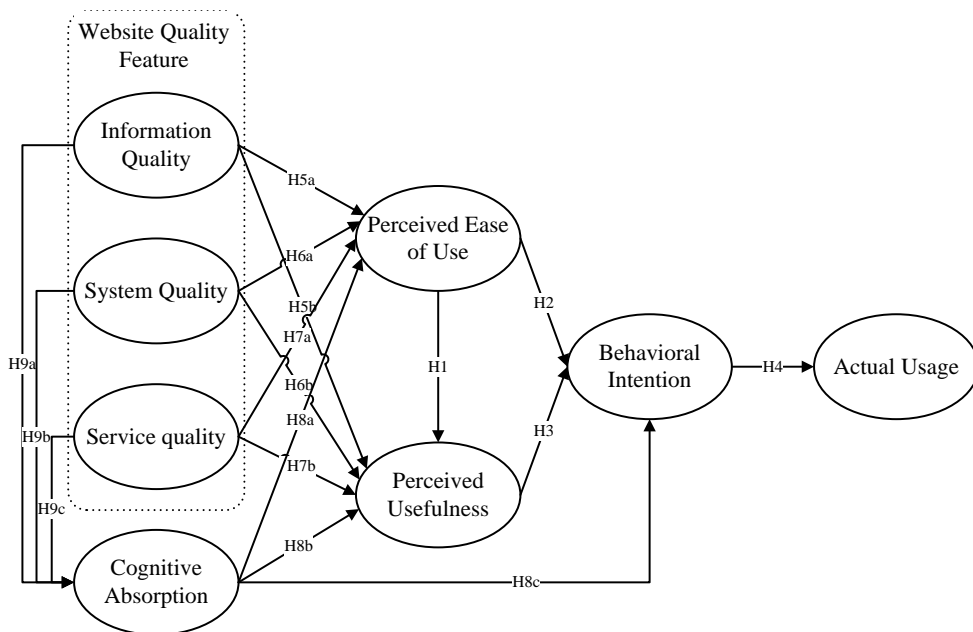 Website Quality
Feature
Information
Quality
H5a
Perceived Ease
of Use
H6a
System Quality
H5b
H2
H7a
H9a
H6b
H1
Behavioral
Intention
H4
Actual Usage
H8a
H3
Service quality
H9b
H7b
Perceived
Usefulness
H9c
H8b
Cognitive
Absorption
H8c